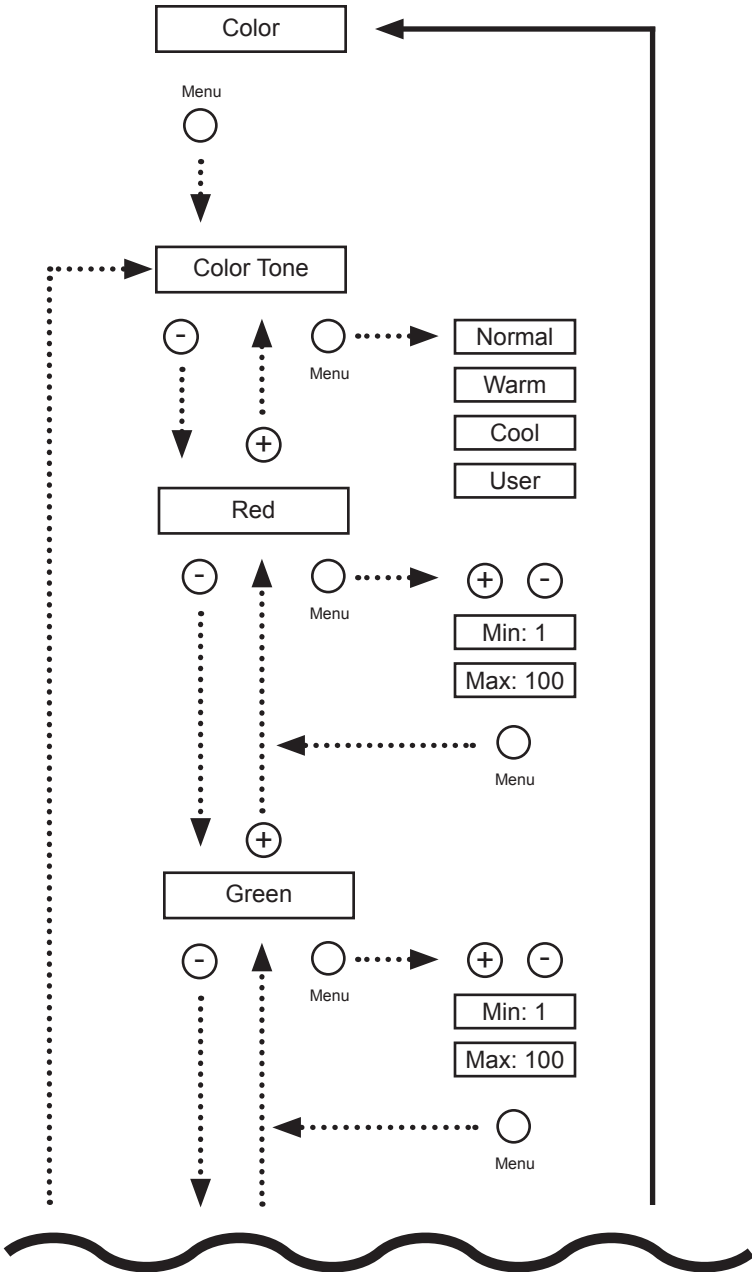 Color
Menu
Color Tone
-
Menu
Normal
Warm
Cool
User
+
Red
-
Menu
+ -
Min: 1
Max: 100
Menu
+
Green
-
Menu
+ -
Min: 1
Max: 100
Menu